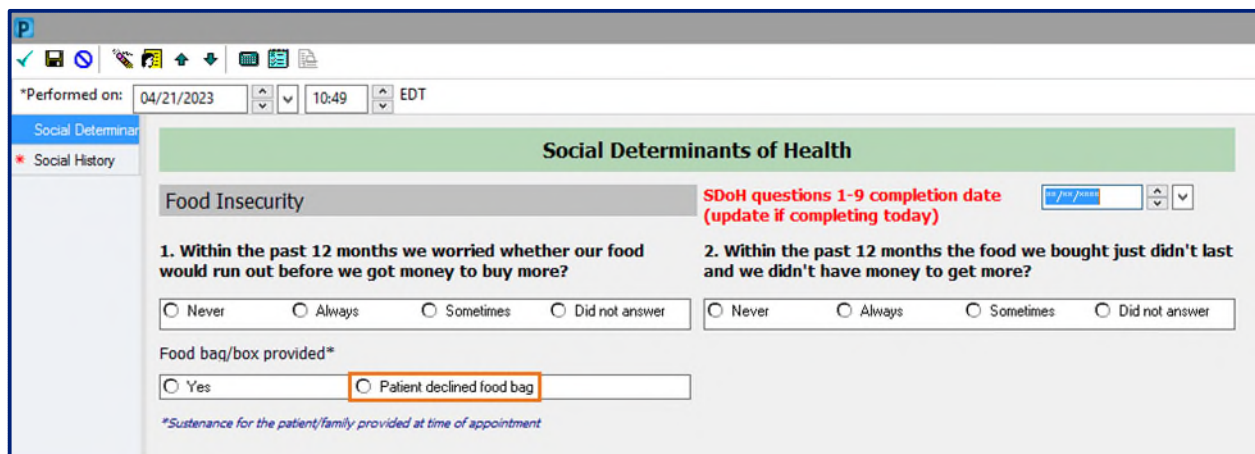 P
*Performed on: 04/21/2023 10:49 EDT
Social Determinar
* Social History
Social Determinants of Health
Food Insecurity
SDoH questions 1-9 completion date
(update if completing today)
**/**/****
1. Within the past 12 months we worried whether our food
would run out before we got money to buy more?
2. Within the past 12 months the food we bought just didn't last
and we didn't have money to get more?
Never Always Sometimes Did not answer
Never Always Sometimes Did not answer
Food bag/box provided*
Yes Patient declined food bag
*Sustenance for the patient/family provided at time of appointment